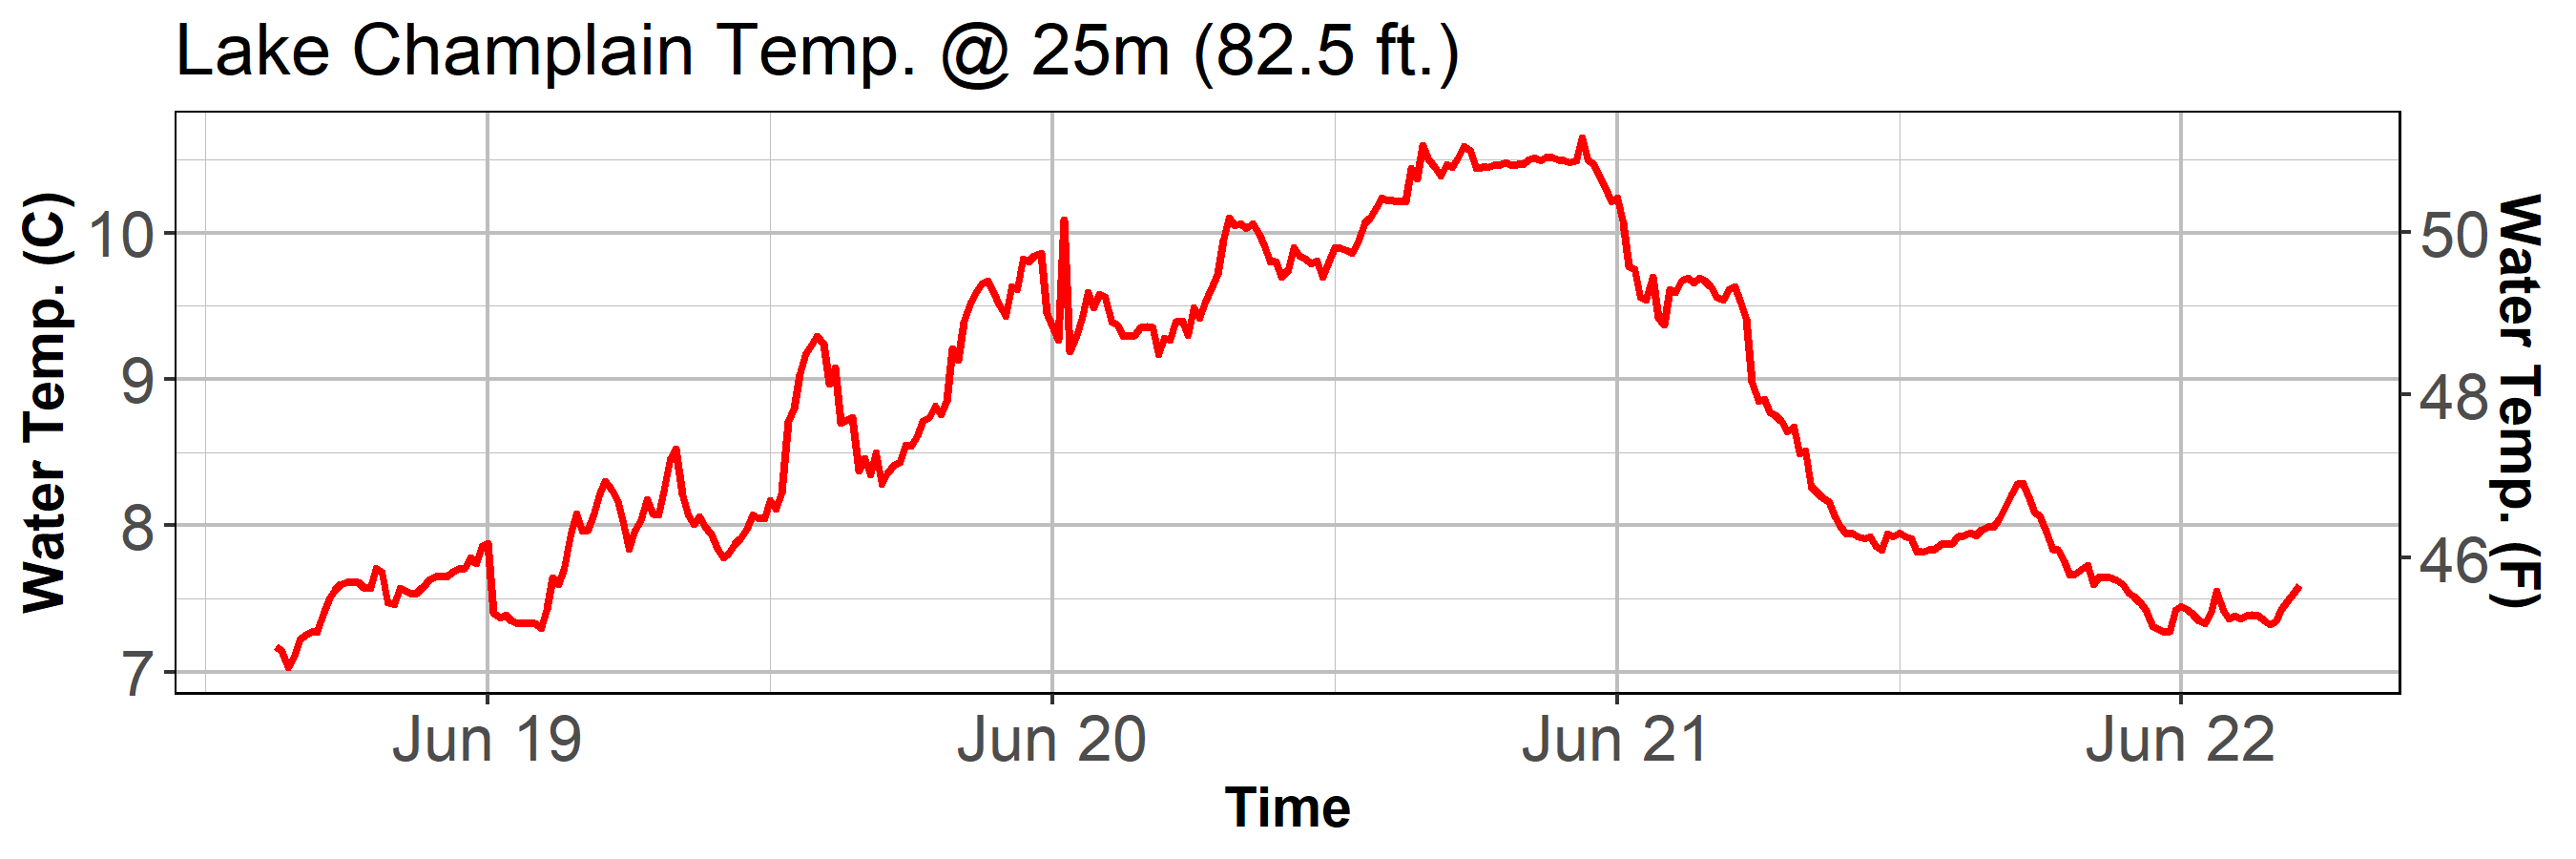 Lake Champlain Temp. @ 25m (82.5 ft.)
Water Temp. (C)
10
9
8
7
50
48
46
Water Temp. (F)
Jun 19 Jun 20 Jun 21 Jun 22
Time